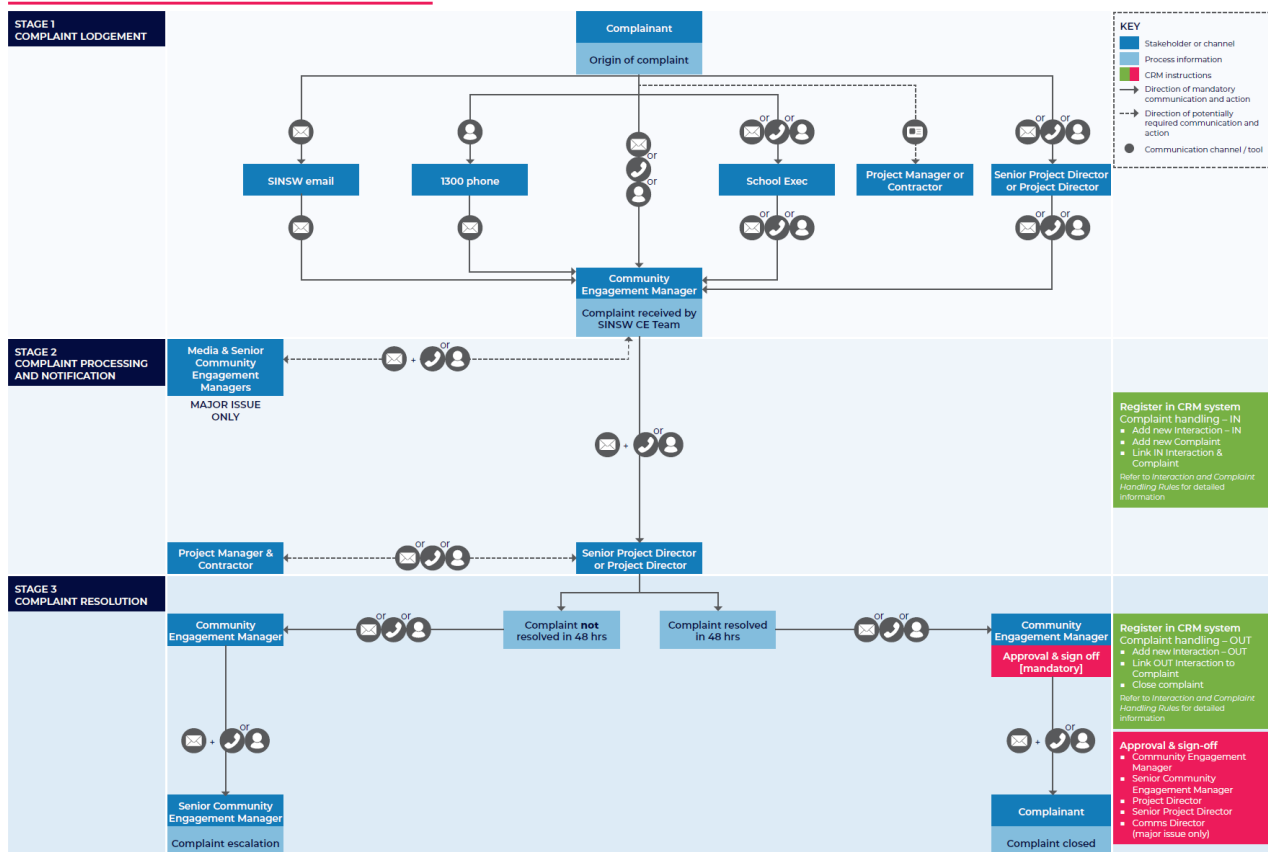 STAGE 1
COMPLAINT LODGEMENT
Complainant
Origin of complaint
KEY
Stakeholder or channel
Process information
CRM instructions
Direction of mandatory
communication and action
Direction of potentially
required communication and
action
Communication channel / tool
or
or or
or or
or
SINSW email
1300 phone
School Exec
Project Manager or
Contractor
Senior Project Director
or Project Director
or or
or or
Community
Engagement Manager
Complaint received by
SINSW CE Team
STAGE 2
COMPLAINT PROCESSING
AND NOTIFICATION
Media & Senior
Community
Engagement
Managers
MAJOR ISSUE
ONLY
+ or
+ or
Register in CRM system
Complaint handling – IN
▪ Add new Interaction – IN
▪ Add new Complaint
▪ Link IN Interaction &
Complaint
Refer to Interaction and Complaint
Handling Rules for detailed
information
Project Manager &
Contractor
or or
Senior Project Director
or Project Director
STAGE 3
COMPLAINT RESOLUTION
Community
Engagement Manager
or or
Complaint not
resolved in 48 hrs
Complaint resolved
in 48 hrs
or or
Community
Engagement Manager
Approval & sign off
[mandatory]
Register in CRM system
Complaint handling – OUT
▪ Add new Interaction – OUT
▪ Link OUT Interaction to
Complaint
▪ Close complaint
Refer to Interaction and Complaint
Handling Rules for detailed
information
+ or
+ or
Approval & sign-off
▪ Community Engagement
Manager
▪ Senior Community
Engagement Manager
▪ Project Director
▪ Senior Project Director
▪ Comms Director
(major issue only)
Senior Community
Engagement Manager
Complaint escalation
Complainant
Complaint closed